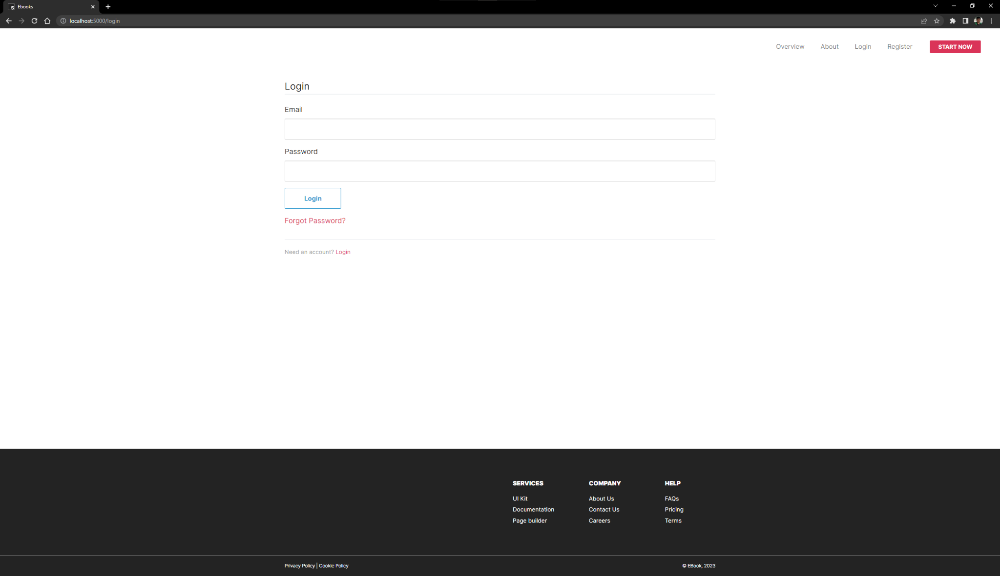 Ebooks
localhost:5000/login
Overview About Login Register START NOW
Login
Email
Password
Login
Forgot Password?
Need an account? Login
SERVICES COMPANY HELP
UI Kit About Us FAQs
Documentation Contact Us Pricing
Page builder Careers Terms
Privacy Policy | Cookie Policy © EBook, 2023